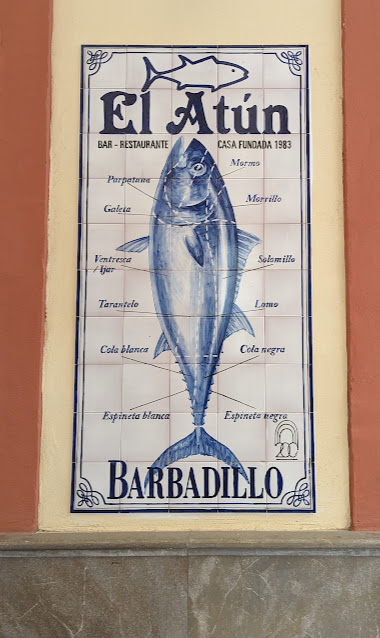 El Atún
BAR - RESTAURANTE CASA FUNDADA 1983
Mormo
Parpatana
Morrillo
Galeta
Ventresca
/Ijar
Solomillo
Tarantelo
Lomo
Cola blanca
Cola negra
Espineta blanca
Espineta negra
BARBADILLO